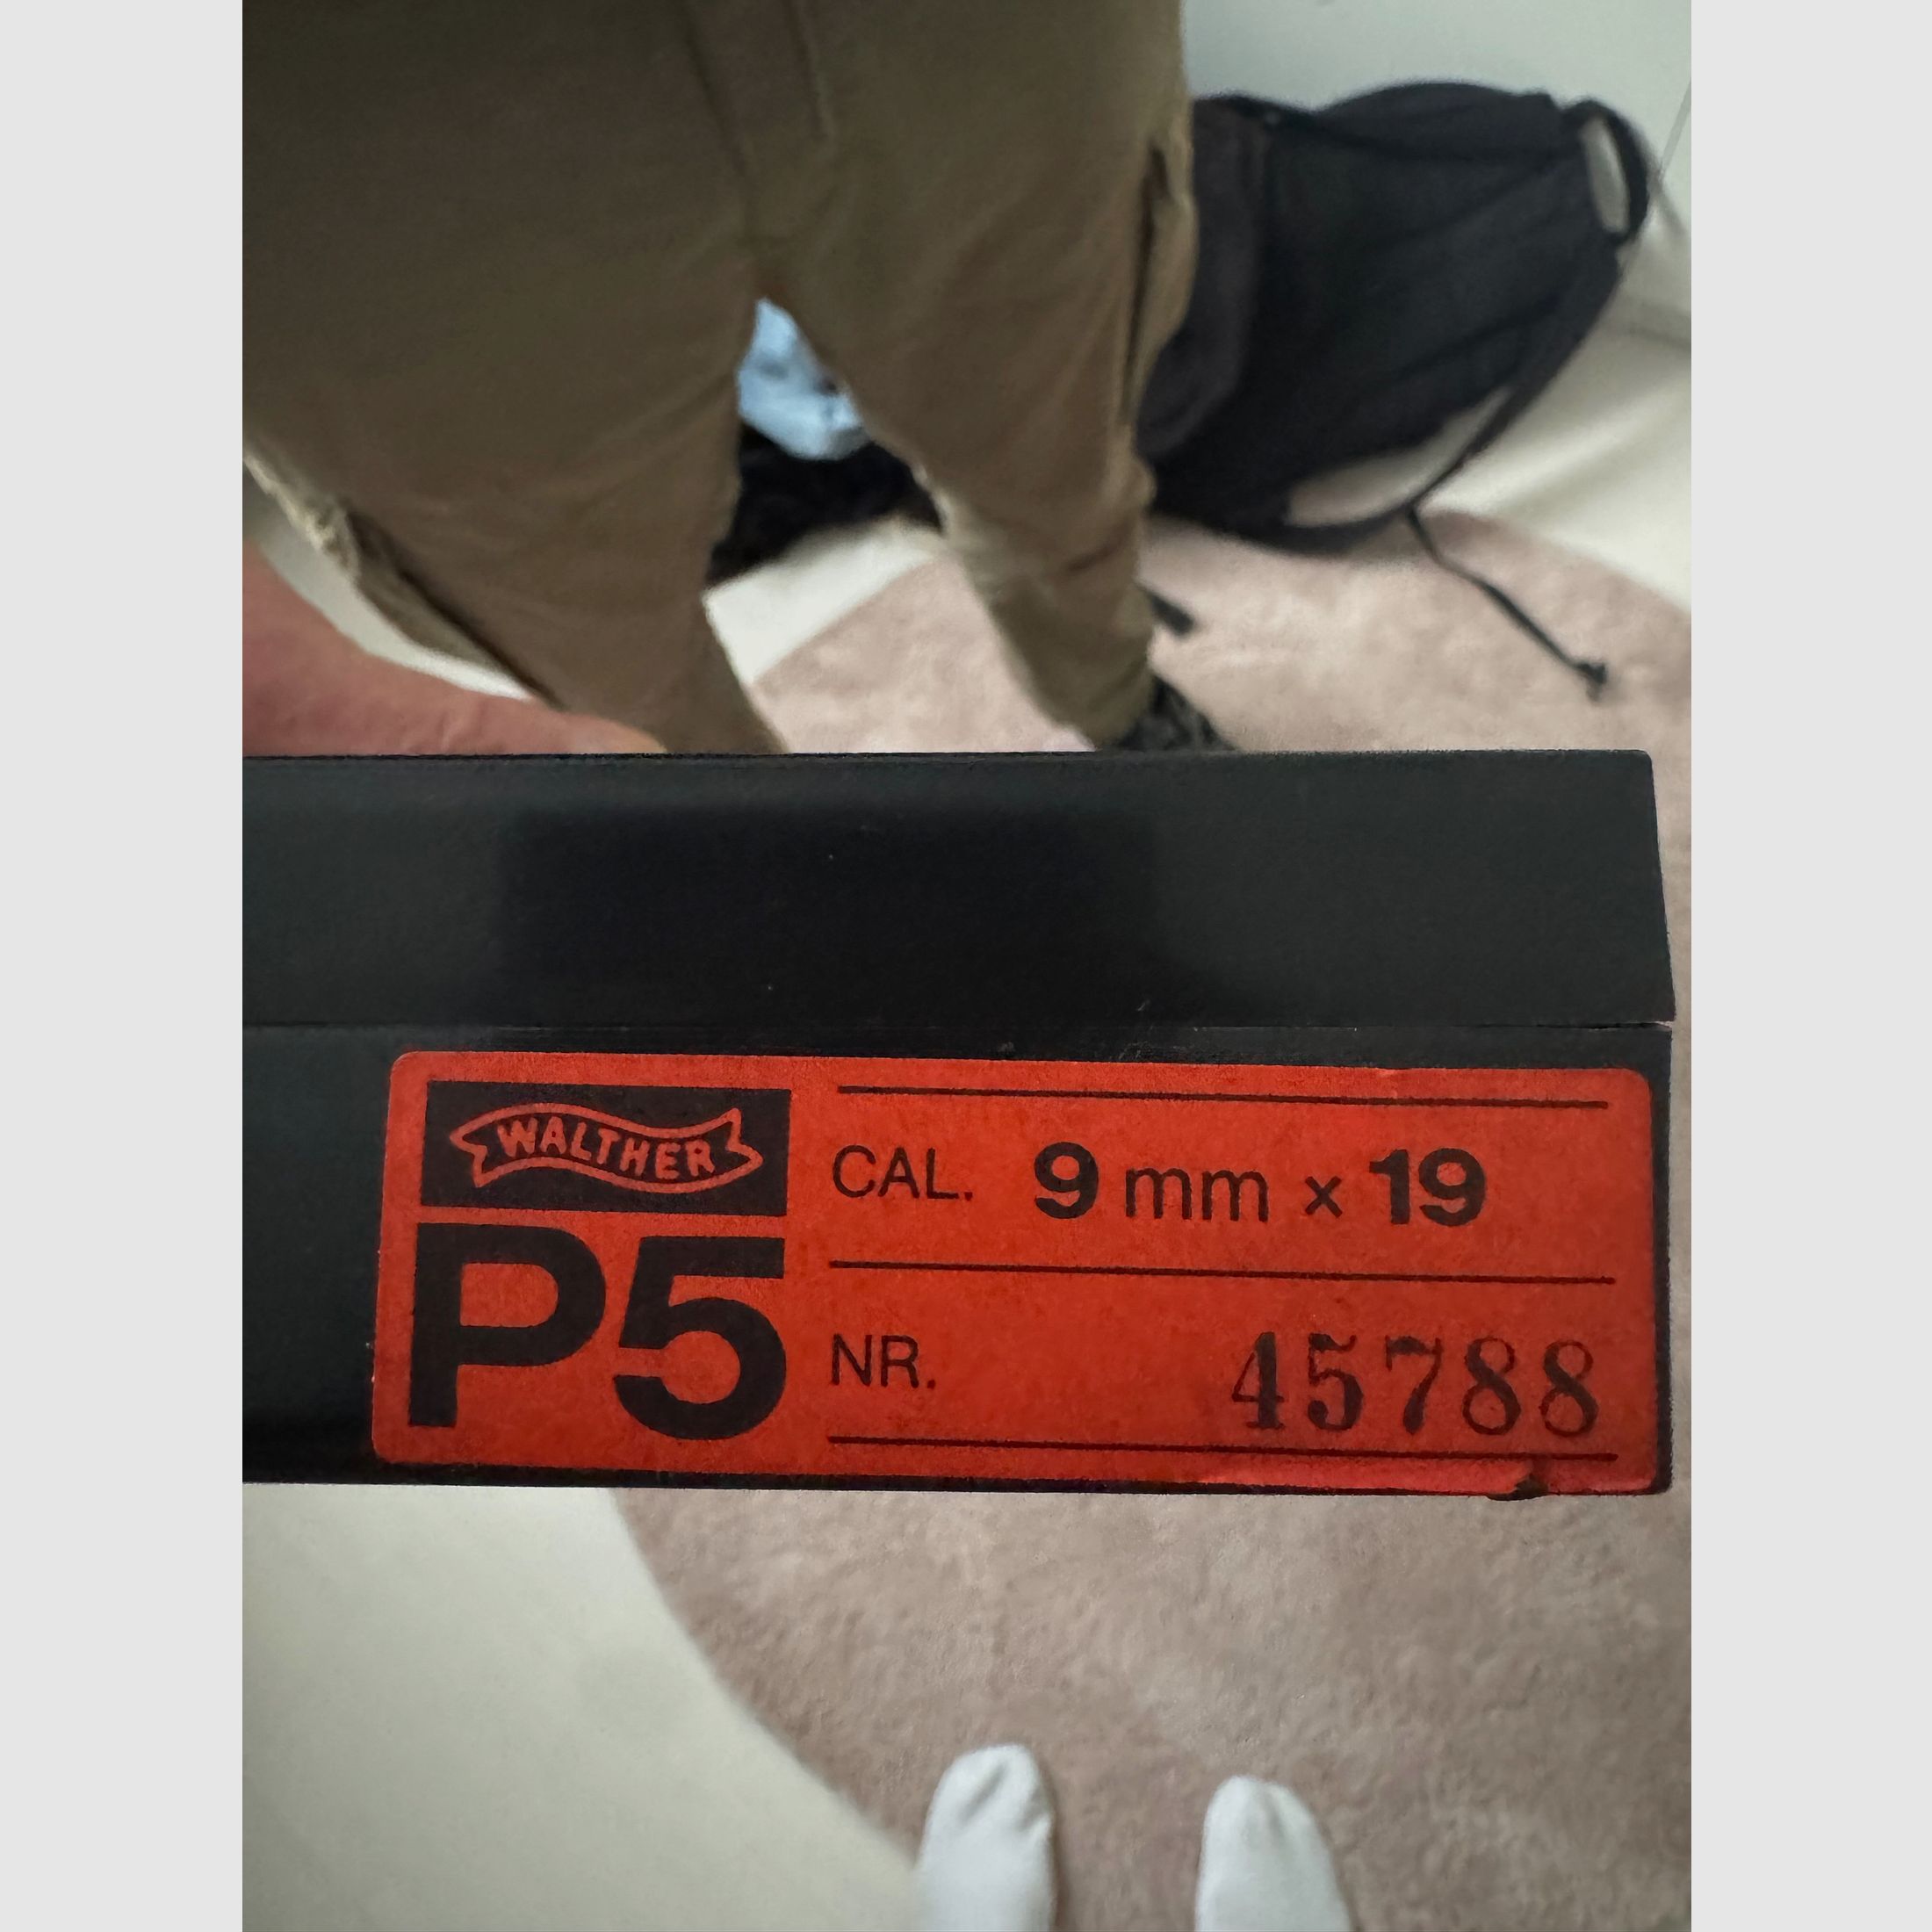 WALTHER
P5
CAL. 9 mm x 19
NR. 45788